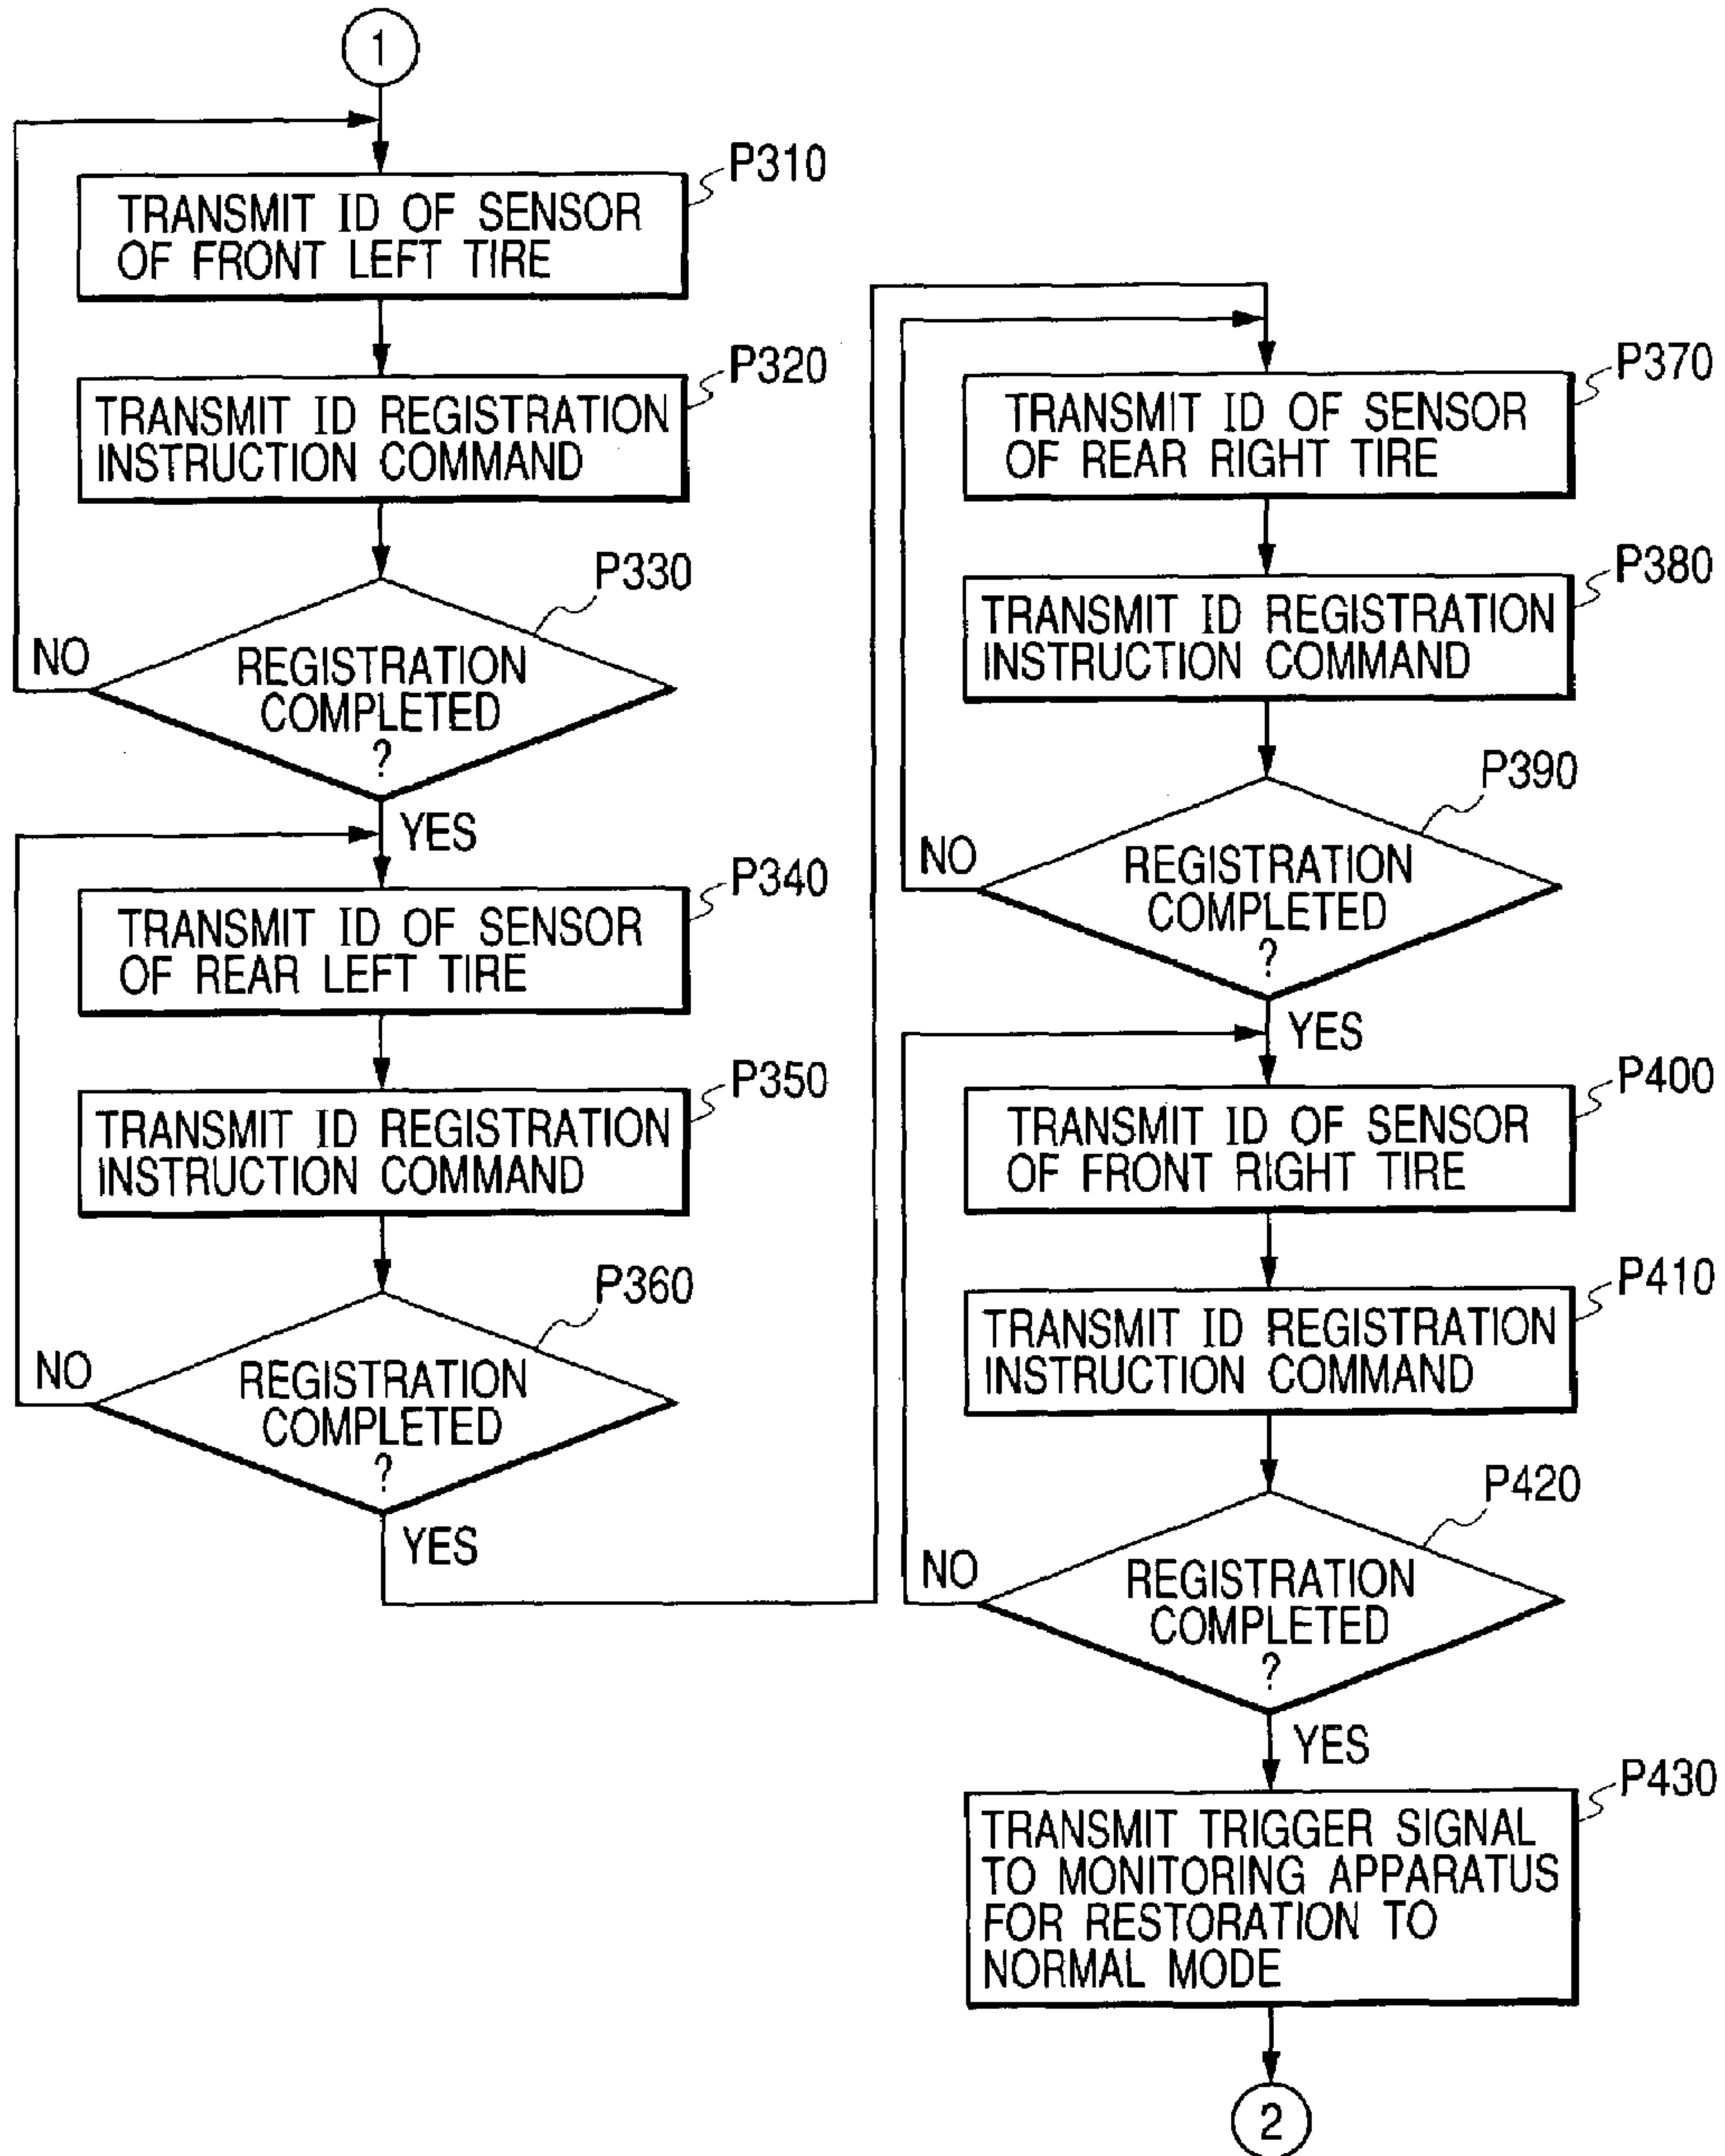 1
P310
TRANSMIT ID OF SENSOR
OF FRONT LEFT TIRE
P320
TRANSMIT ID REGISTRATION
INSTRUCTION COMMAND
P330
NO
REGISTRATION
COMPLETED
?
YES
P340
TRANSMIT ID OF SENSOR
OF REAR LEFT TIRE
P350
TRANSMIT ID REGISTRATION
INSTRUCTION COMMAND
P360
NO
REGISTRATION
COMPLETED
?
YES
P370
TRANSMIT ID OF SENSOR
OF REAR RIGHT TIRE
P380
TRANSMIT ID REGISTRATION
INSTRUCTION COMMAND
P390
NO
REGISTRATION
COMPLETED
?
YES
P400
TRANSMIT ID OF SENSOR
OF FRONT RIGHT TIRE
P410
TRANSMIT ID REGISTRATION
INSTRUCTION COMMAND
P420
NO
REGISTRATION
COMPLETED
?
YES
P430
TRANSMIT TRIGGER SIGNAL
TO MONITORING APPARATUS
FOR RESTORATION TO
NORMAL MODE
2